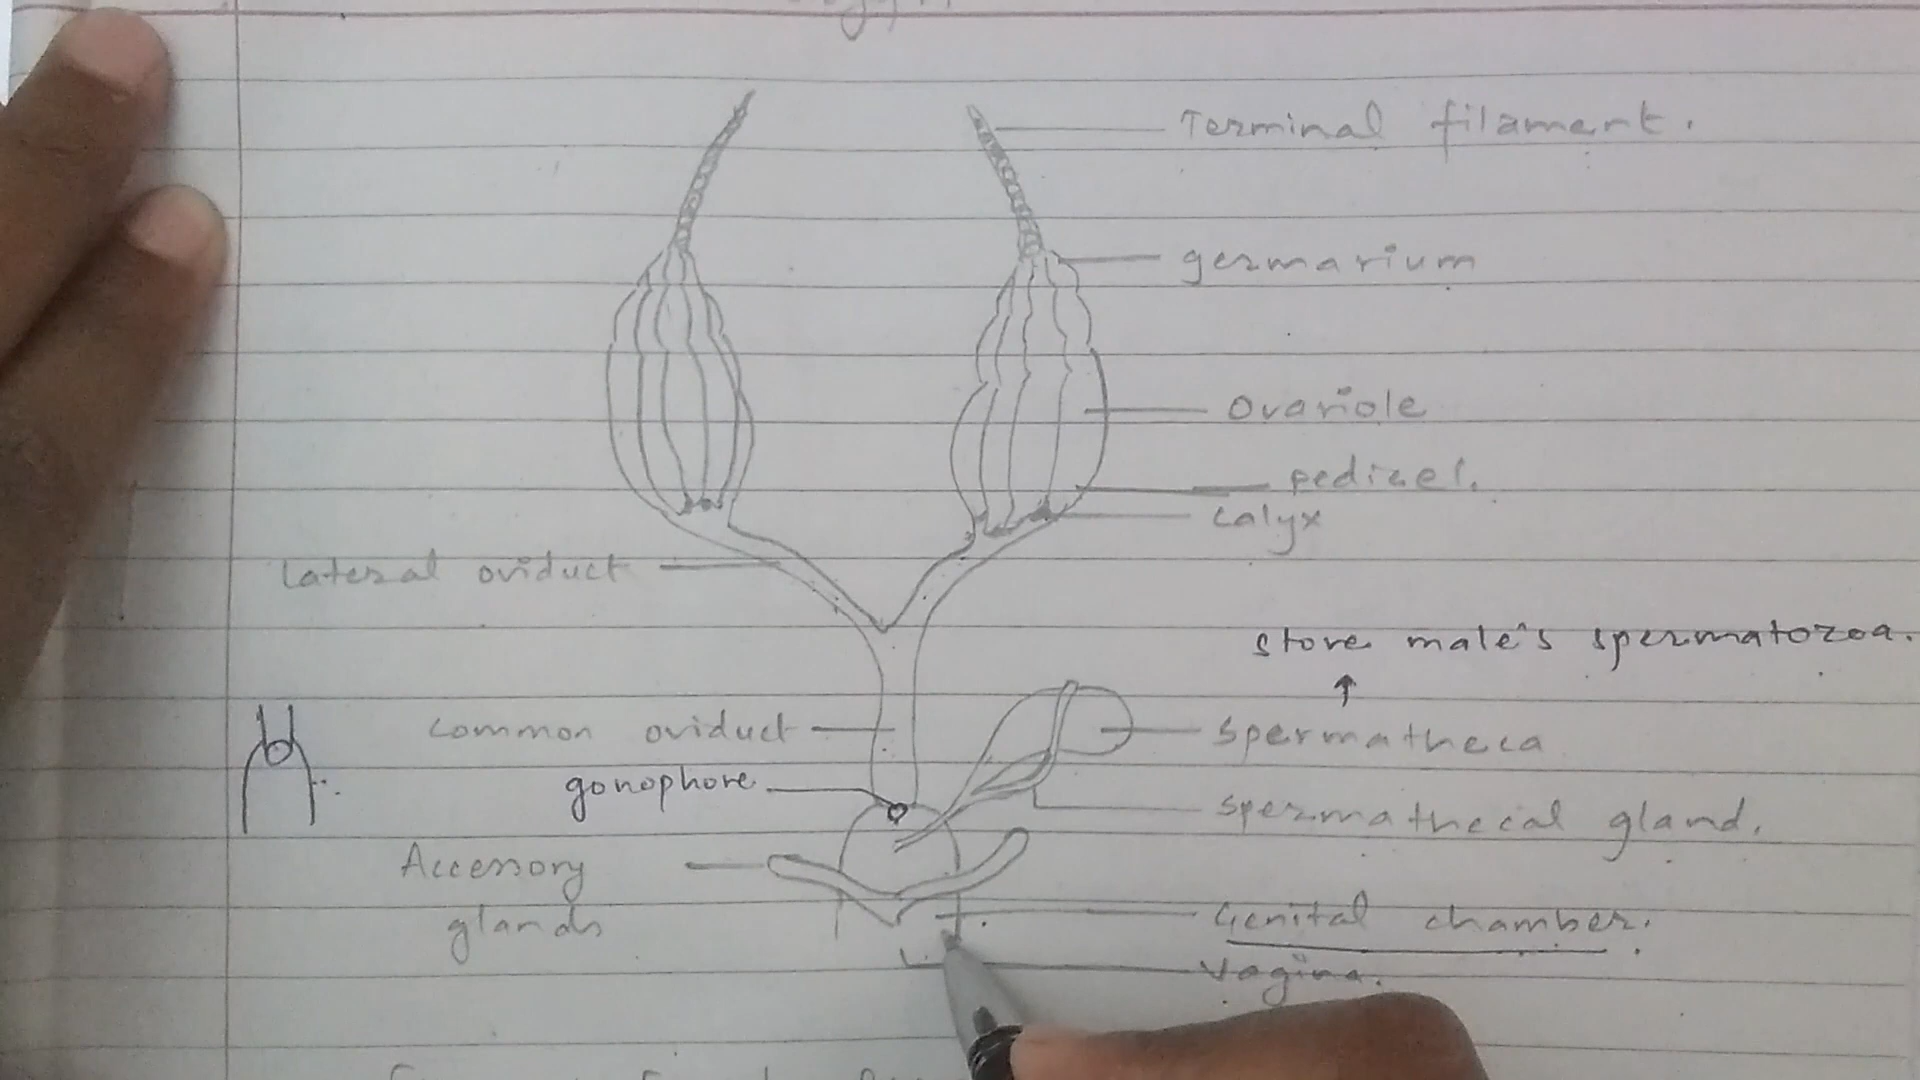 Terminal filament.
germarium
Ovariole
pedicel.
calyx
Lateral oviduct
store male's spermatozoa.
↑
common oviduct
spermatheca
gonophore
spermathecal gland.
Accessory
glands
Genital chamber.
vagina.